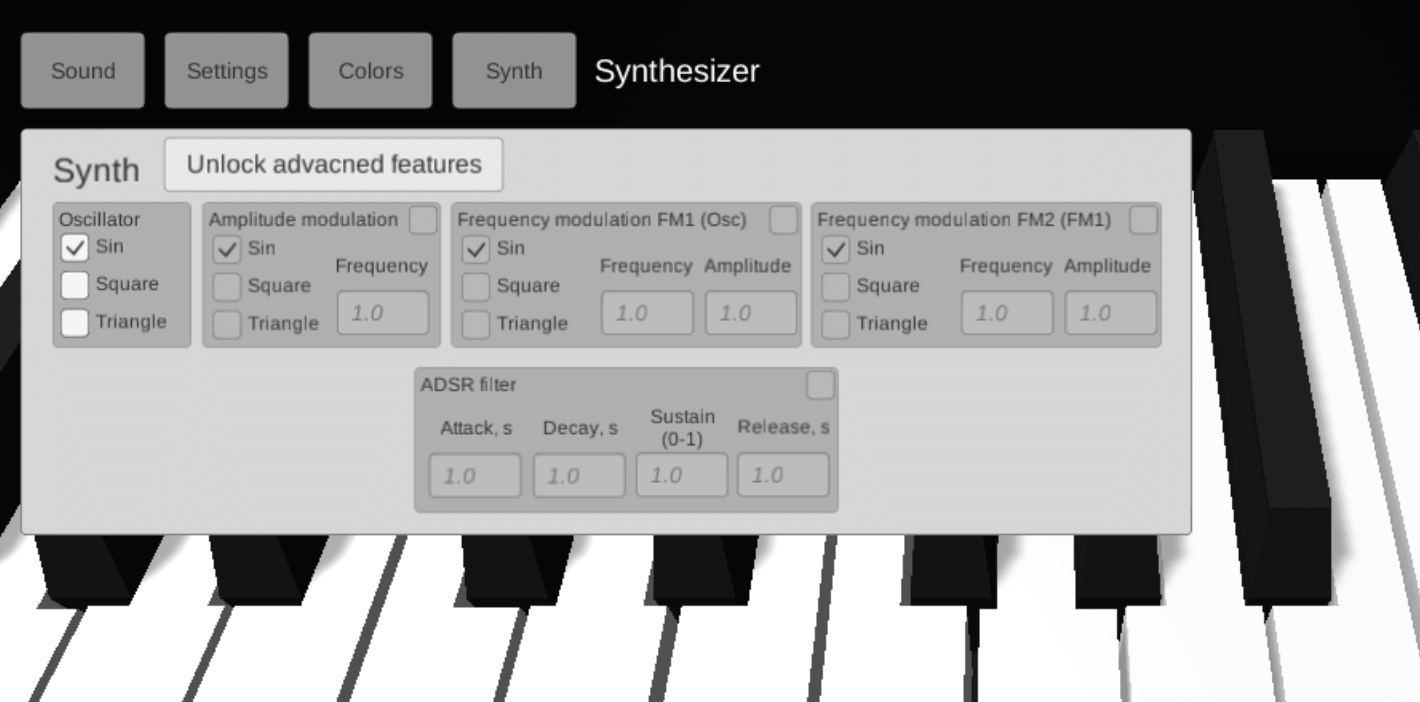 Sound Settings Colors Synth Synthesizer
Synth Unlock advacned features
Oscillator
Sin
Square
Triangle
Amplitude modulation
Sin
Square
Triangle
Frequency
1.0
Frequency modulation FM1 (Osc)
Sin
Square
Triangle
Frequency Amplitude
1.0 1.0
Frequency modulation FM2 (FM1)
Sin
Square
Triangle
Frequency Amplitude
1.0 1.0
ADSR filter
Attack, s Decay, s Sustain
(0-1) Release, s
1.0 1.0 1.0 1.0